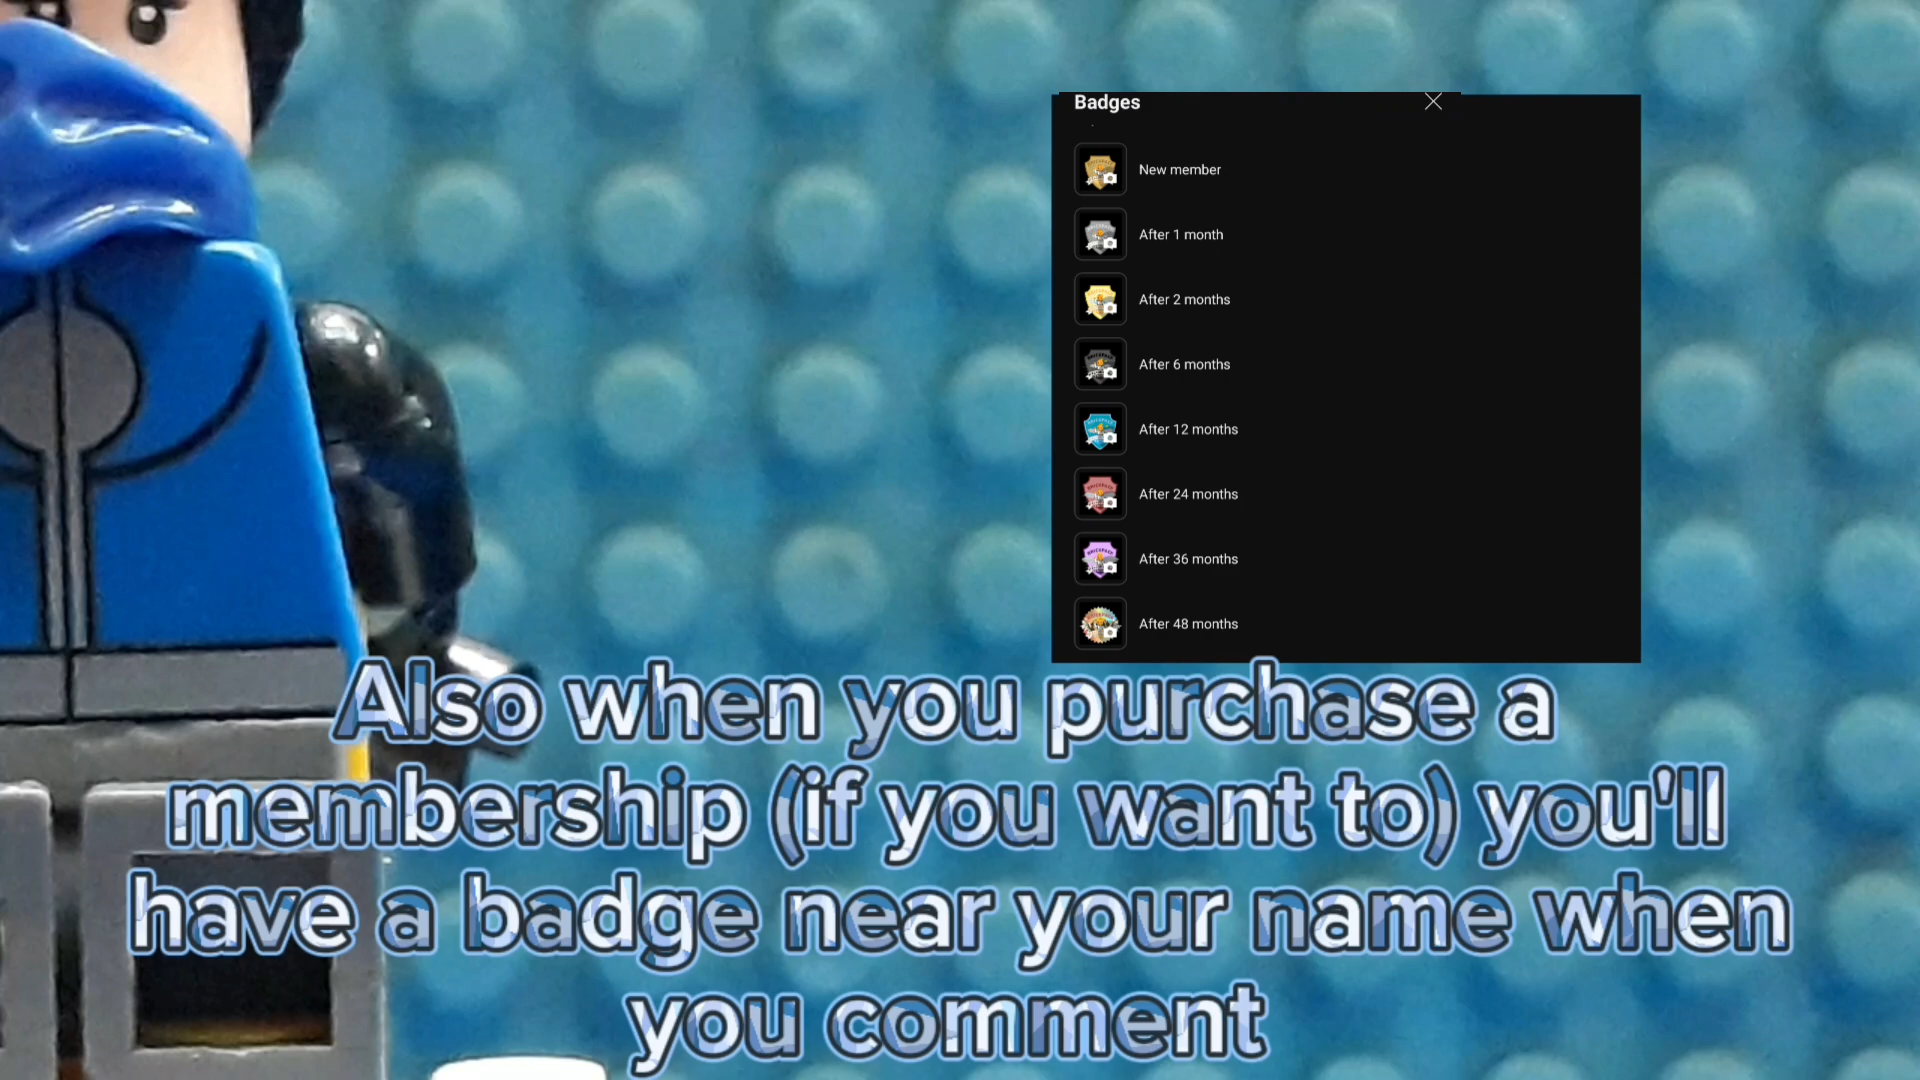 Badges
New member
After 1 month
After 2 months
After 6 months
After 12 months
After 24 months
After 36 months
After 48 months
Also when you purchase a
membership (if you want to) you'll
have a badge near your name when
you comment